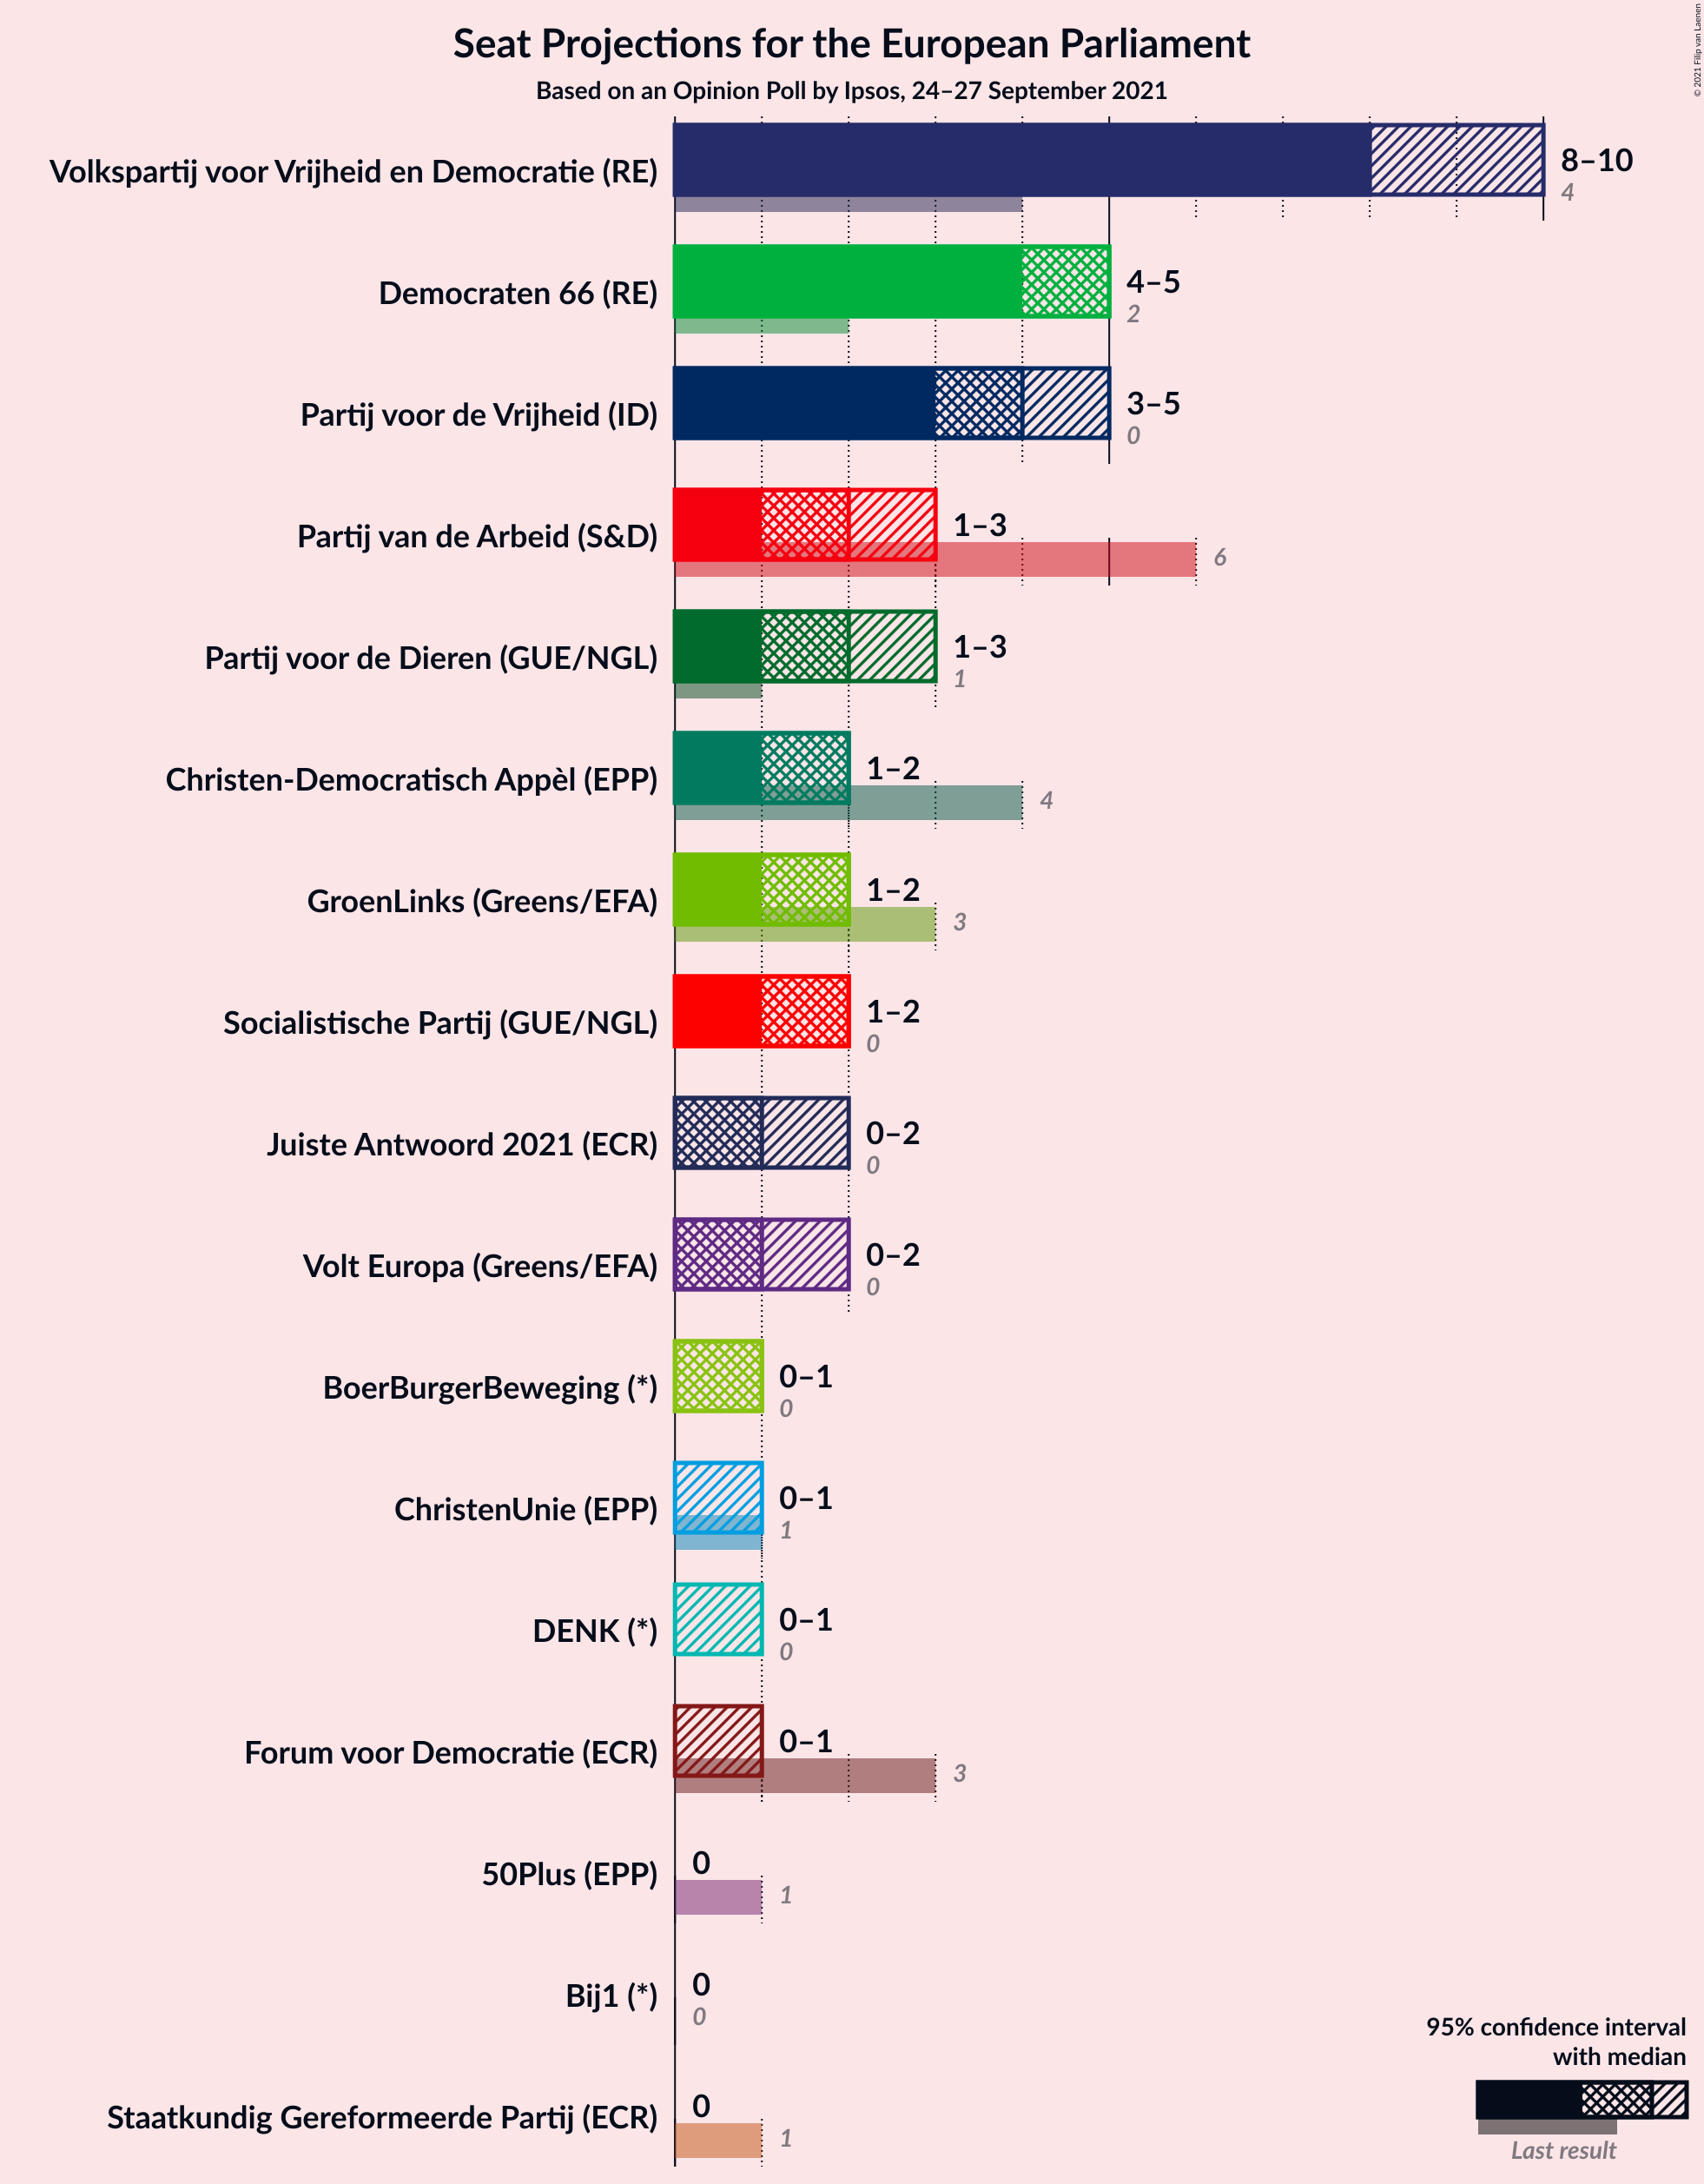 Seat Projections for the European Parliament
Based on an Opinion Poll by Ipsos, 24–27 September 2021
© 2021 Filip van Laenen
Volkspartij voor Vrijheid en Democratie (RE)
8–10
4
Democraten 66 (RE)
4–5
2
Partij voor de Vrijheid (ID)
3–5
0
Partij van de Arbeid (S&D)
1–3
6
Partij voor de Dieren (GUE/NGL)
1–3
1
Christen-Democratisch Appèl (EPP)
1–2
4
GroenLinks (Greens/EFA)
1–2
3
Socialistische Partij (GUE/NGL)
1–2
0
Juiste Antwoord 2021 (ECR)
0–2
0
Volt Europa (Greens/EFA)
0–2
0
BoerBurgerBeweging (*)
0–1
0
ChristenUnie (EPP)
0–1
1
DENK (*)
0–1
0
Forum voor Democratie (ECR)
0–1
3
50Plus (EPP)
0
1
Bij1 (*)
0
0
Staatkundig Gereformeerde Partij (ECR)
0
1
95% confidence interval
with median
Last result